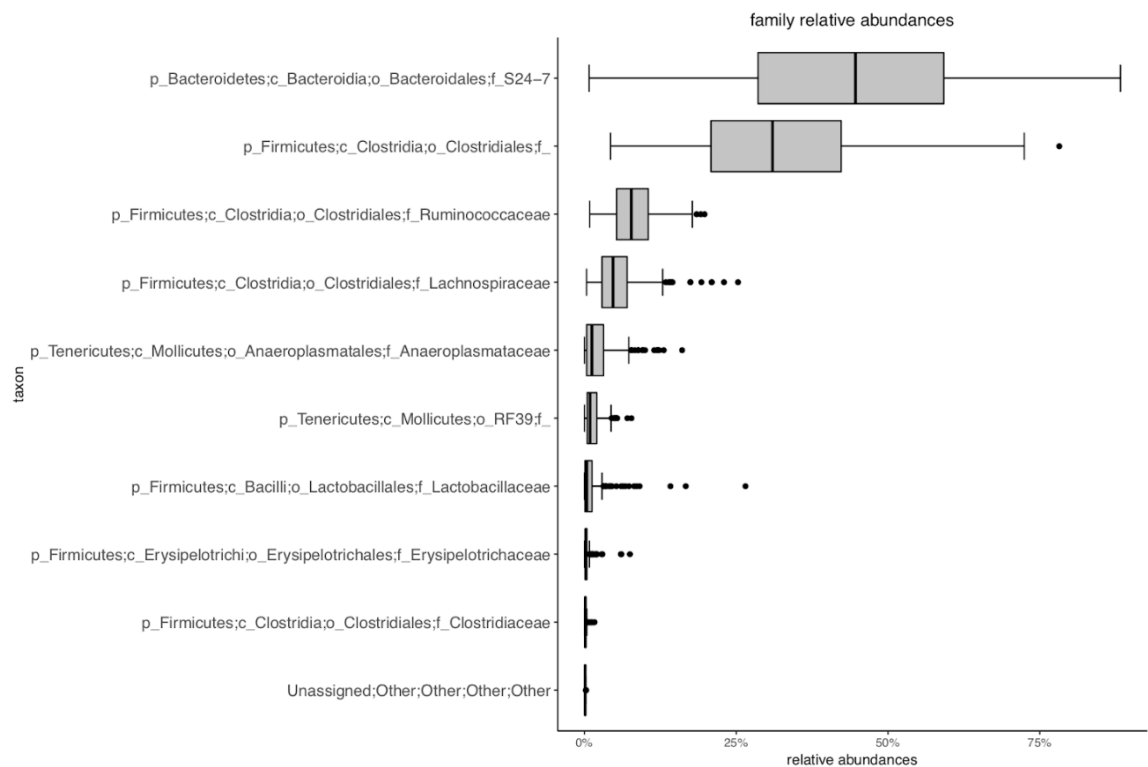 family relative abundances
p_Bacteroidetes;c_Bacteroidia;o_Bacteroidales;f_S24−7
p_Firmicutes;c_Clostridia;o_Clostridiales;f_
p_Firmicutes;c_Clostridia;o_Clostridiales;f_Ruminococcaceae
p_Firmicutes;c_Clostridia;o_Clostridiales;f_Lachnospiraceae
p_Tenericutes;c_Mollicutes;o_Anaeroplasmatales;f_Anaeroplasmataceae
taxon
p_Tenericutes;c_Mollicutes;o_RF39;f_
p_Firmicutes;c_Bacilli;o_Lactobacillales;f_Lactobacillaceae
p_Firmicutes;c_Erysipelotrichi;o_Erysipelotrichales;f_Erysipelotrichaceae
p_Firmicutes;c_Clostridia;o_Clostridiales;f_Clostridiaceae
Unassigned;Other;Other;Other;Other
0% 25% 50% 75%
relative abundances